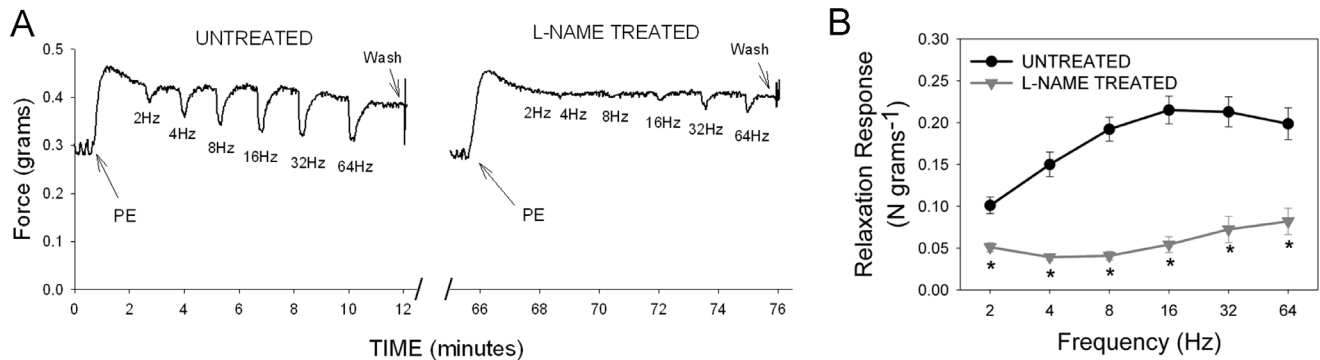 A
UNTREATED
L-NAME TREATED
Force (grams)
0.5
0.4
0.3
0.1
0.1
0.0
PE
2Hz
4Hz
8Hz
16Hz
32Hz
64Hz
Wash
PE
2Hz
4Hz
8Hz
16Hz
32Hz
64Hz
Wash
0 2 4 6 8 10 12 66 68 70 72 74 76
TIME (minutes)
B
Relaxation Response
(N grams-1)
0.30
0.25
0.20
0.15
0.10
0.05
0.00
UNTREATED
L-NAME TREATED
* * * * * *
2 4 8 16 32 64
Frequency (Hz)